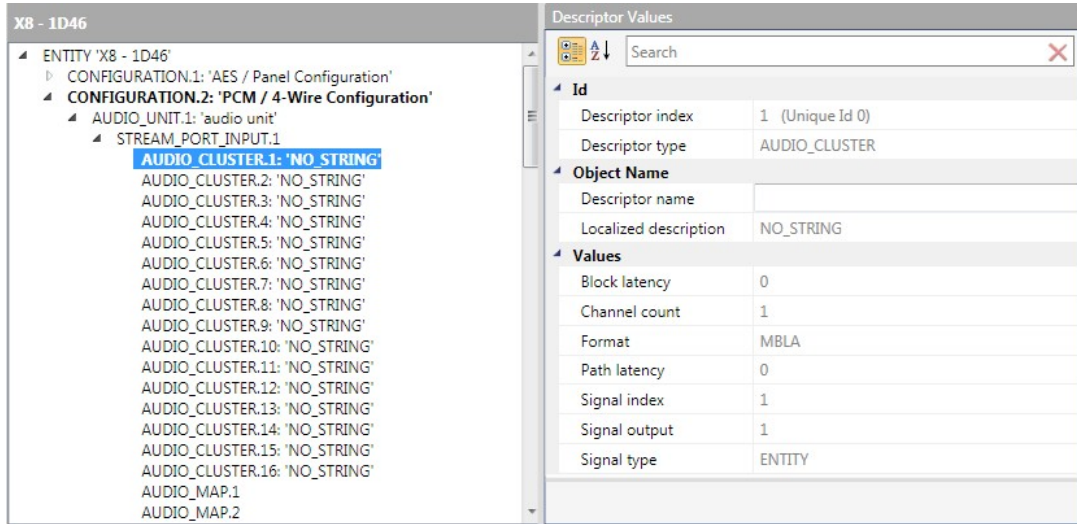 X8 - 1D46
ENTITY 'X8 - 1D46'
CONFIGURATION.1: 'AES / Panel Configuration'
CONFIGURATION.2: 'PCM / 4-Wire Configuration'
AUDIO_UNIT.1: 'audio unit'
STREAM_PORT_INPUT.1
AUDIO_CLUSTER.1: 'NO_STRING'
AUDIO_CLUSTER.2: 'NO_STRING'
AUDIO_CLUSTER.3: 'NO_STRING'
AUDIO_CLUSTER.4: 'NO_STRING'
AUDIO_CLUSTER.5: 'NO_STRING'
AUDIO_CLUSTER.6: 'NO_STRING'
AUDIO_CLUSTER.7: 'NO_STRING'
AUDIO_CLUSTER.8: 'NO_STRING'
AUDIO_CLUSTER.9: 'NO_STRING'
AUDIO_CLUSTER.10: 'NO_STRING'
AUDIO_CLUSTER.11: 'NO_STRING'
AUDIO_CLUSTER.12: 'NO_STRING'
AUDIO_CLUSTER.13: 'NO_STRING'
AUDIO_CLUSTER.14: 'NO_STRING'
AUDIO_CLUSTER.15: 'NO_STRING'
AUDIO_CLUSTER.16: 'NO_STRING'
AUDIO_MAP.1
AUDIO_MAP.2
Descriptor Values
A Z Search
Id
Descriptor index 1 (Unique Id 0)
Descriptor type AUDIO_CLUSTER
Object Name
Descriptor name
Localized description NO_STRING
Values
Block latency 0
Channel count 1
Format MBLA
Path latency 0
Signal index 1
Signal output 1
Signal type ENTITY